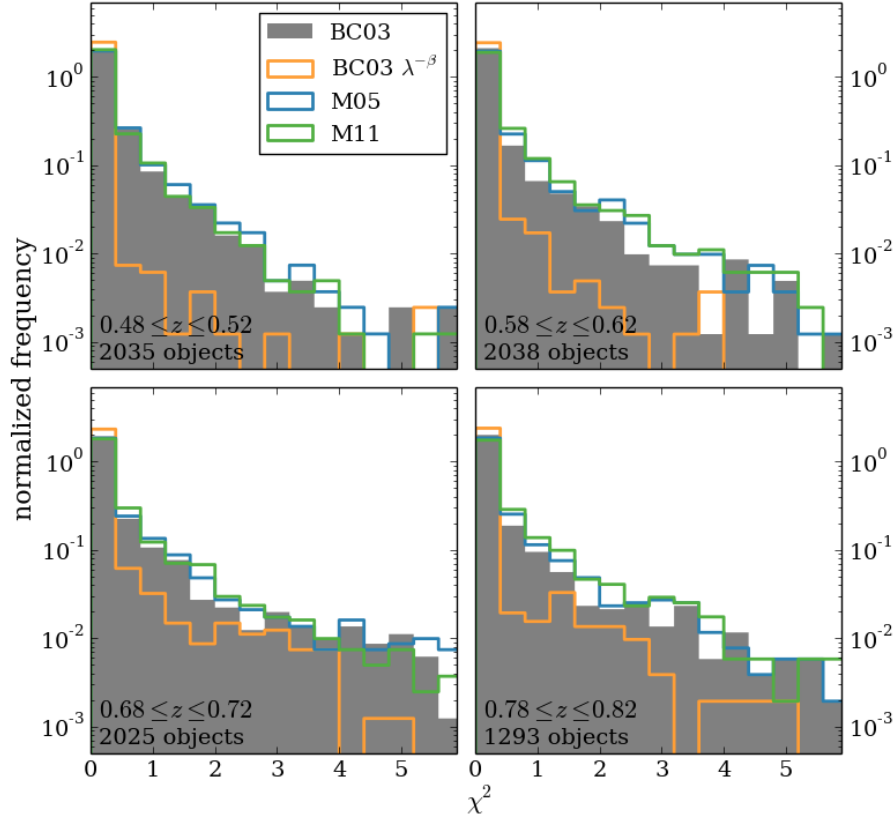 BC03
BC03 λ^{-β}
M05
M11
10^0
10^{-1}
10^{-2}
10^{-3}
0.48 ≤ z ≤ 0.52
2035 objects
0.58 ≤ z ≤ 0.62
2038 objects
10^0
10^{-1}
10^{-2}
10^{-3}
normalized frequency
10^0
10^{-1}
10^{-2}
10^{-3}
0.68 ≤ z ≤ 0.72
2025 objects
0.78 ≤ z ≤ 0.82
1293 objects
10^0
10^{-1}
10^{-2}
10^{-3}
0 1 2 3 4 5
0 1 2 3 4 5
χ^2